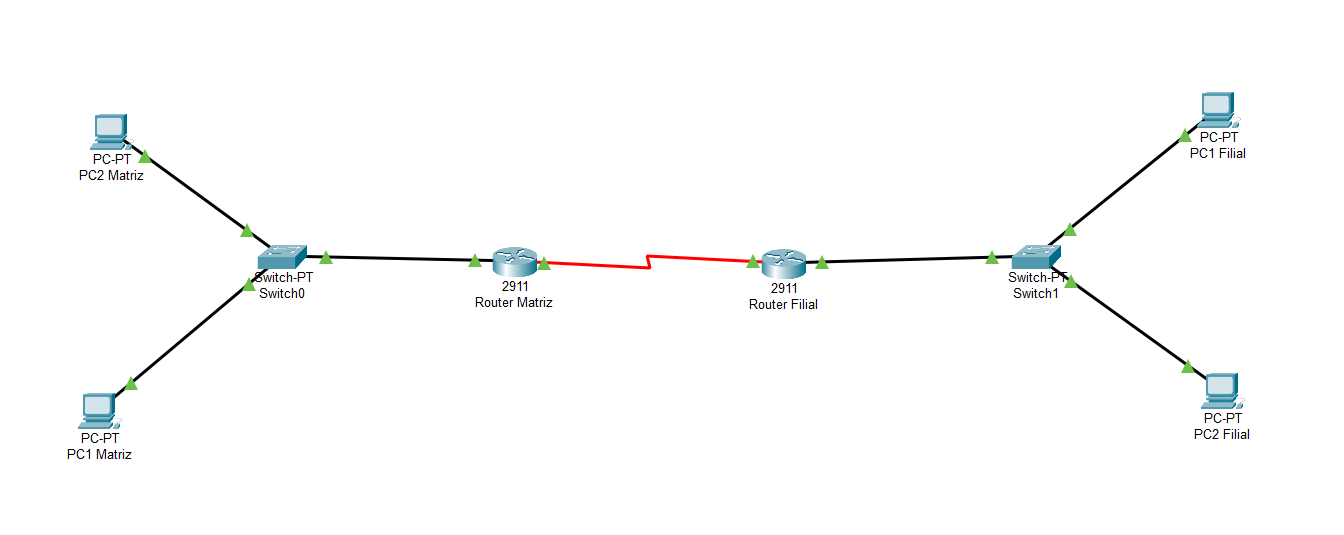 PC-PT
PC2 Matriz
PC-PT
PC1 Matriz
Switch-PT
Switch0
2911
Router Matriz
2911
Router Filial
Switch-PT
Switch1
PC-PT
PC1 Filial
PC-PT
PC2 Filial